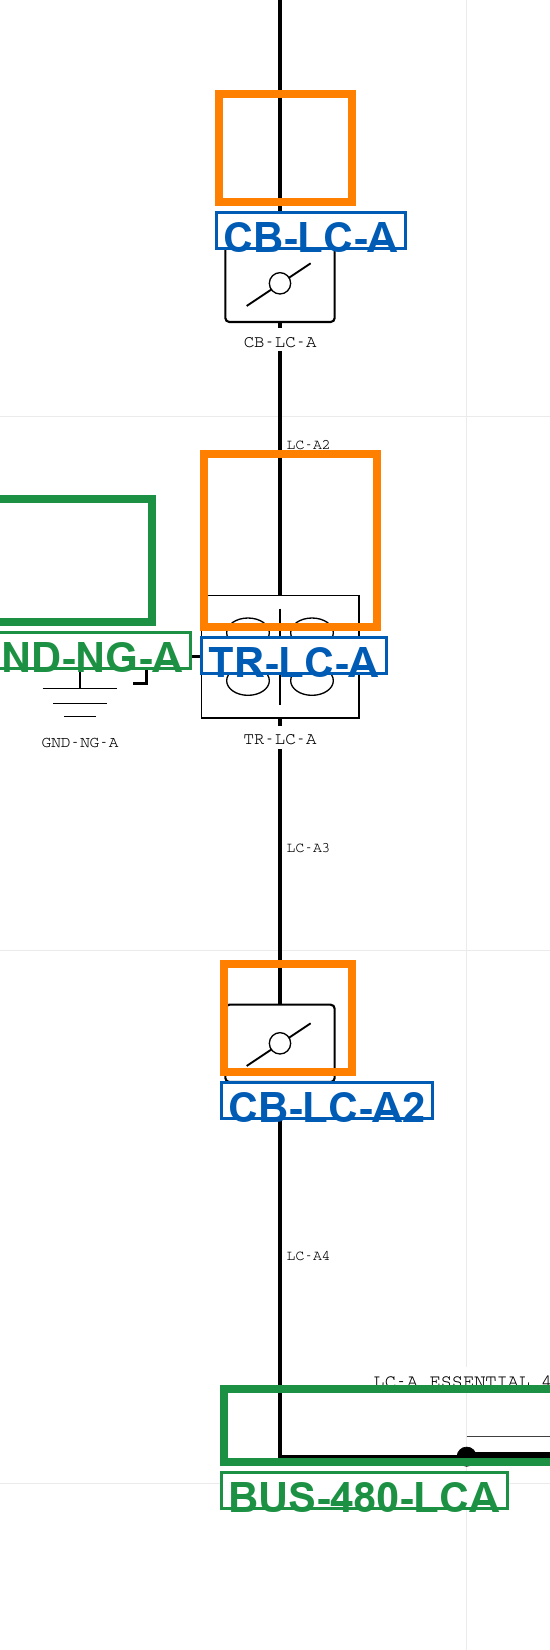 CB-LC-A
CB-LC-A
LC-A2
ND-NG-A
TR-LC-A
GND-NG-A
TR-LC-A
LC-A3
CB-LC-A2
LC-A4
LC-A ESSENTIAL 4
BUS-480-LCA